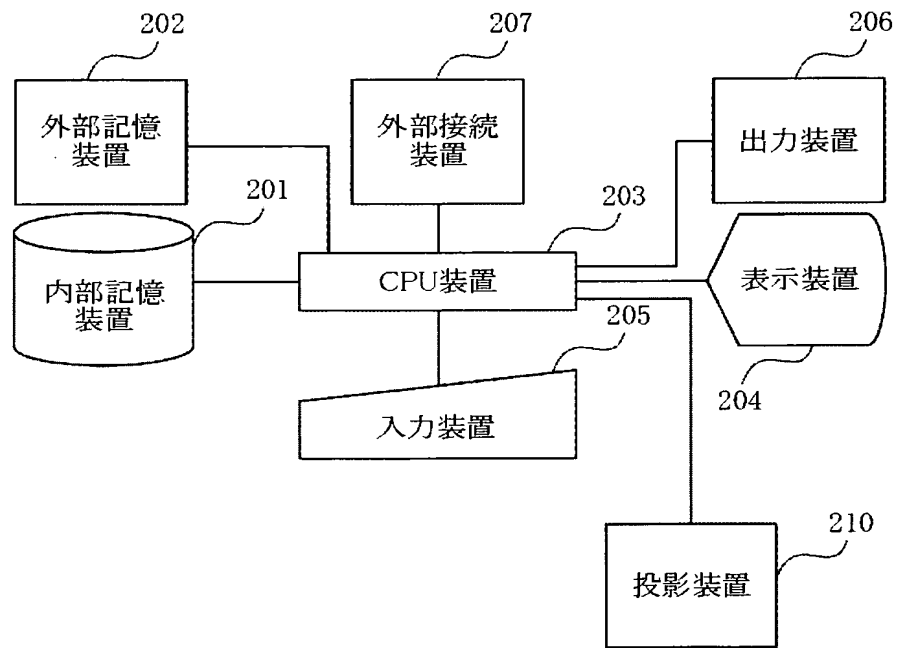 202
207
206
外部記憶
装置
外部接続
装置
出力装置
201
203
内部記憶
装置
CPU装置
表示装置
205
204
入力装置
210
投影装置